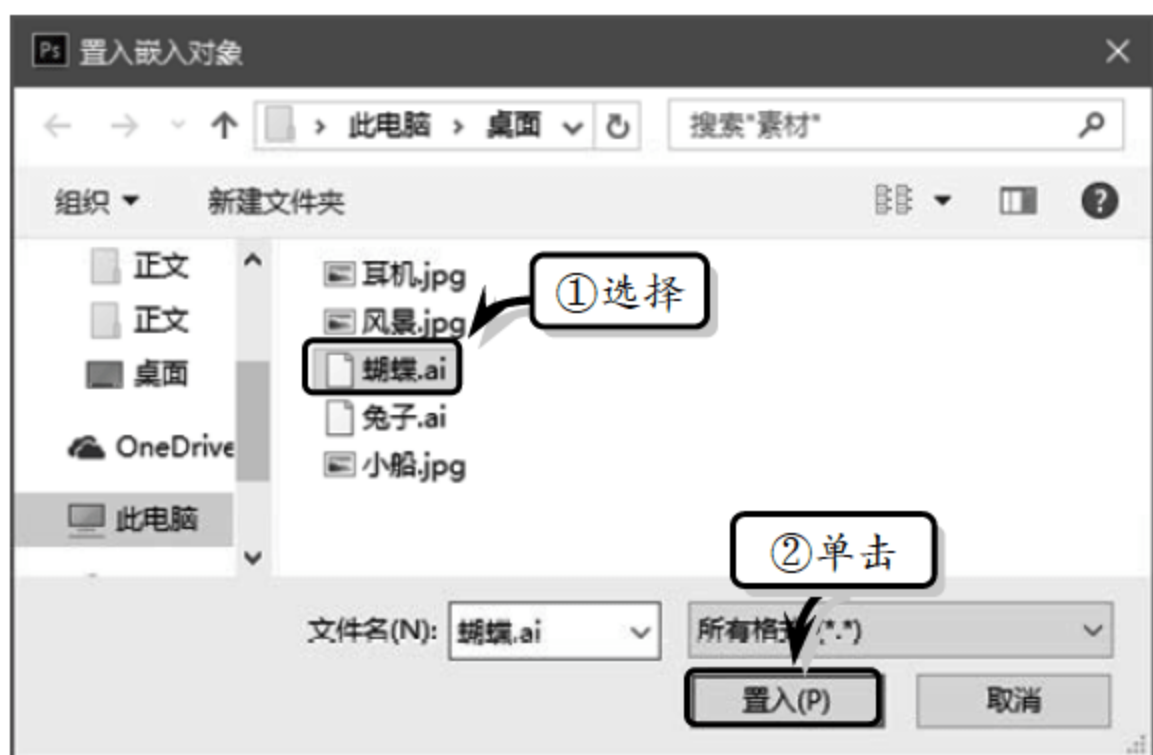 Ps 置入嵌入对象
此电脑 > 桌面 搜索"素材"
组织 新建文件夹
正文
正文
桌面
OneDrive
此电脑
耳机.jpg
风景.jpg
蝴蝶.ai
兔子.ai
小船.jpg
①选择
②单击
文件名(N): 蝴蝶.ai 所有格式 (*.*)
置入(P) 取消